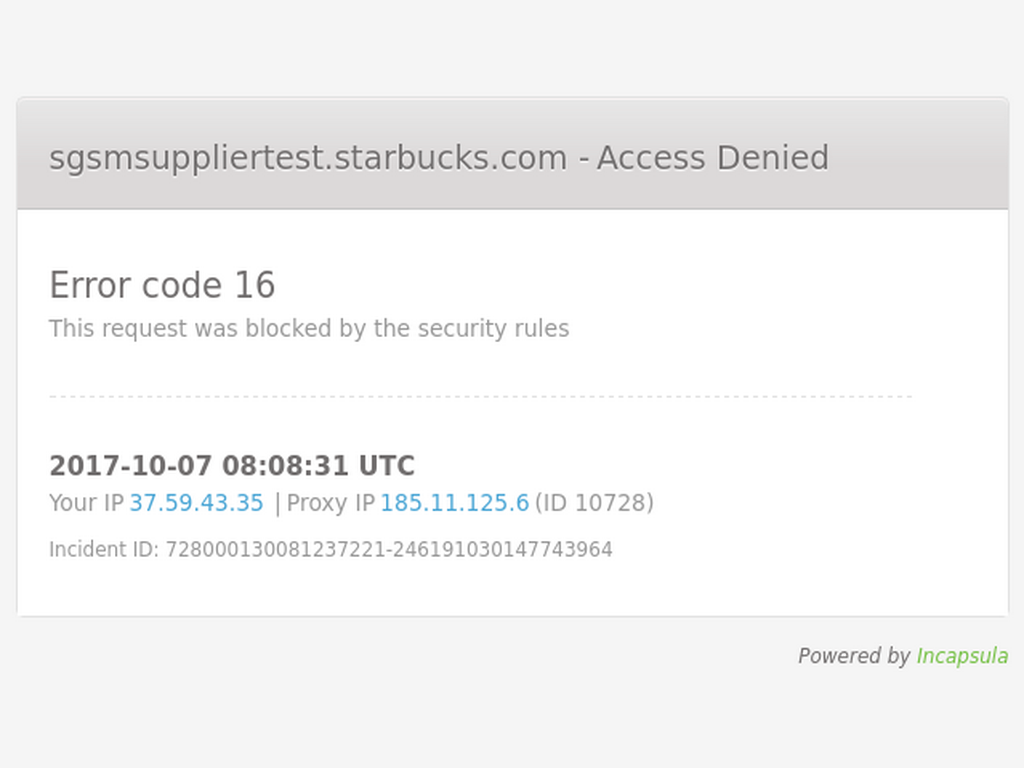 sgsmsuppliertest.starbucks.com - Access Denied
Error code 16
This request was blocked by the security rules
2017-10-07 08:08:31 UTC
Your IP 37.59.43.35 | Proxy IP 185.11.125.6 (ID 10728)
Incident ID: 728000130081237221-246191030147743964
Powered by Incapsula